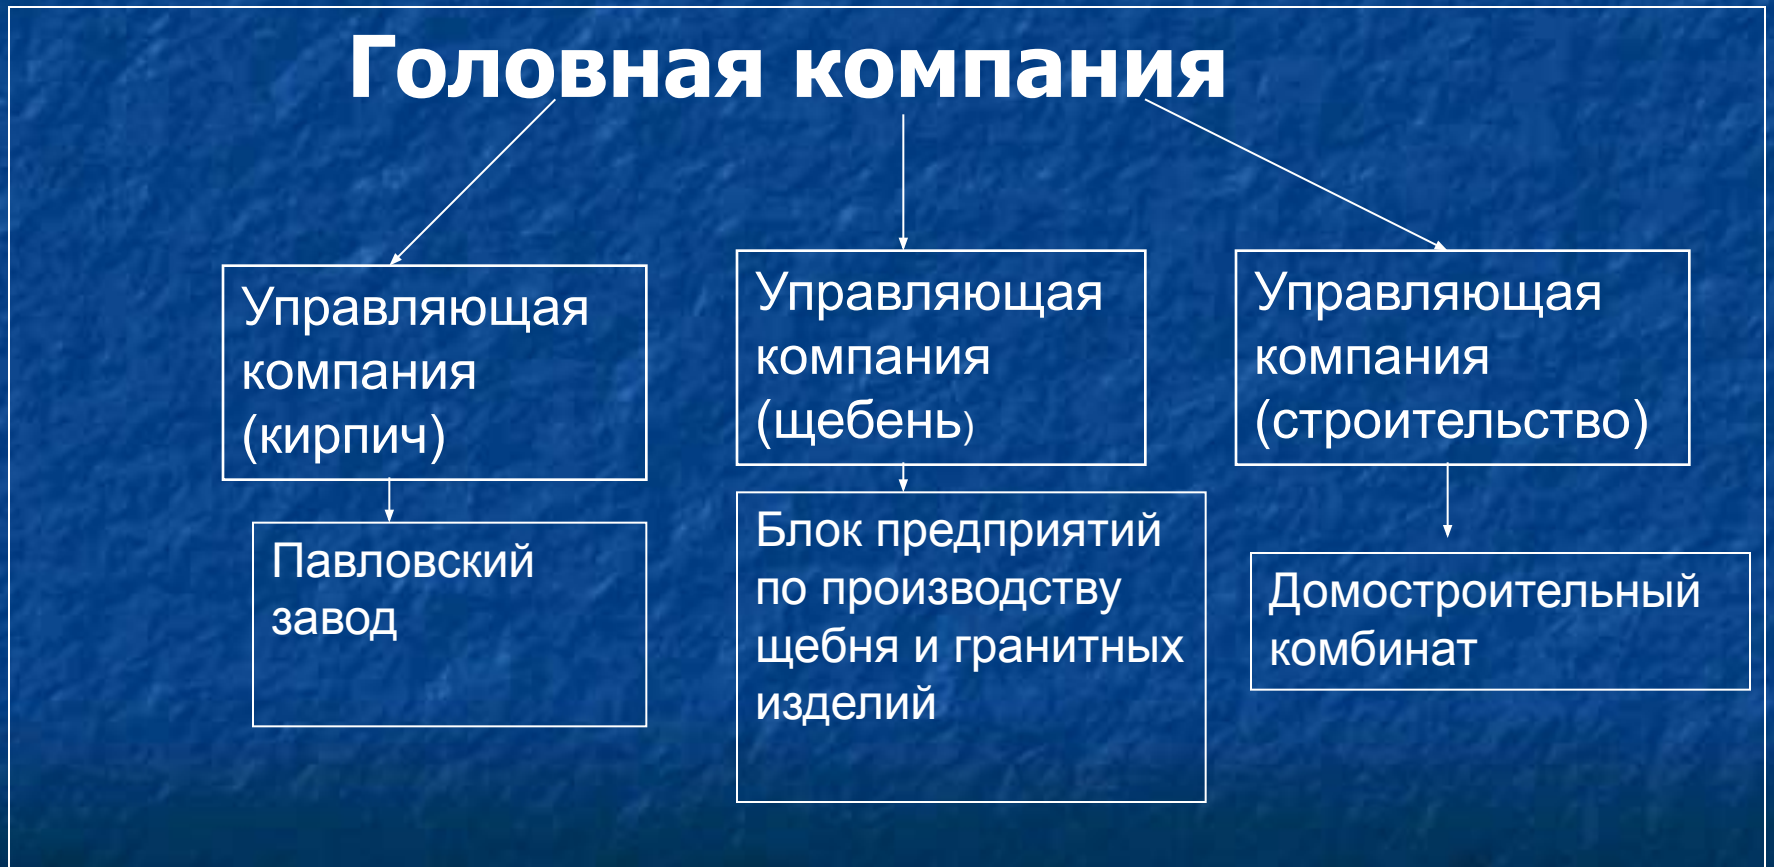 Головная компания
Управляющая
компания
(кирпич)
Управляющая
компания
(щебень)
Управляющая
компания
(строительство)
Павловский
завод
Блок предприятий
по производству
щебня и гранитных
изделий
Домостроительный
комбинат